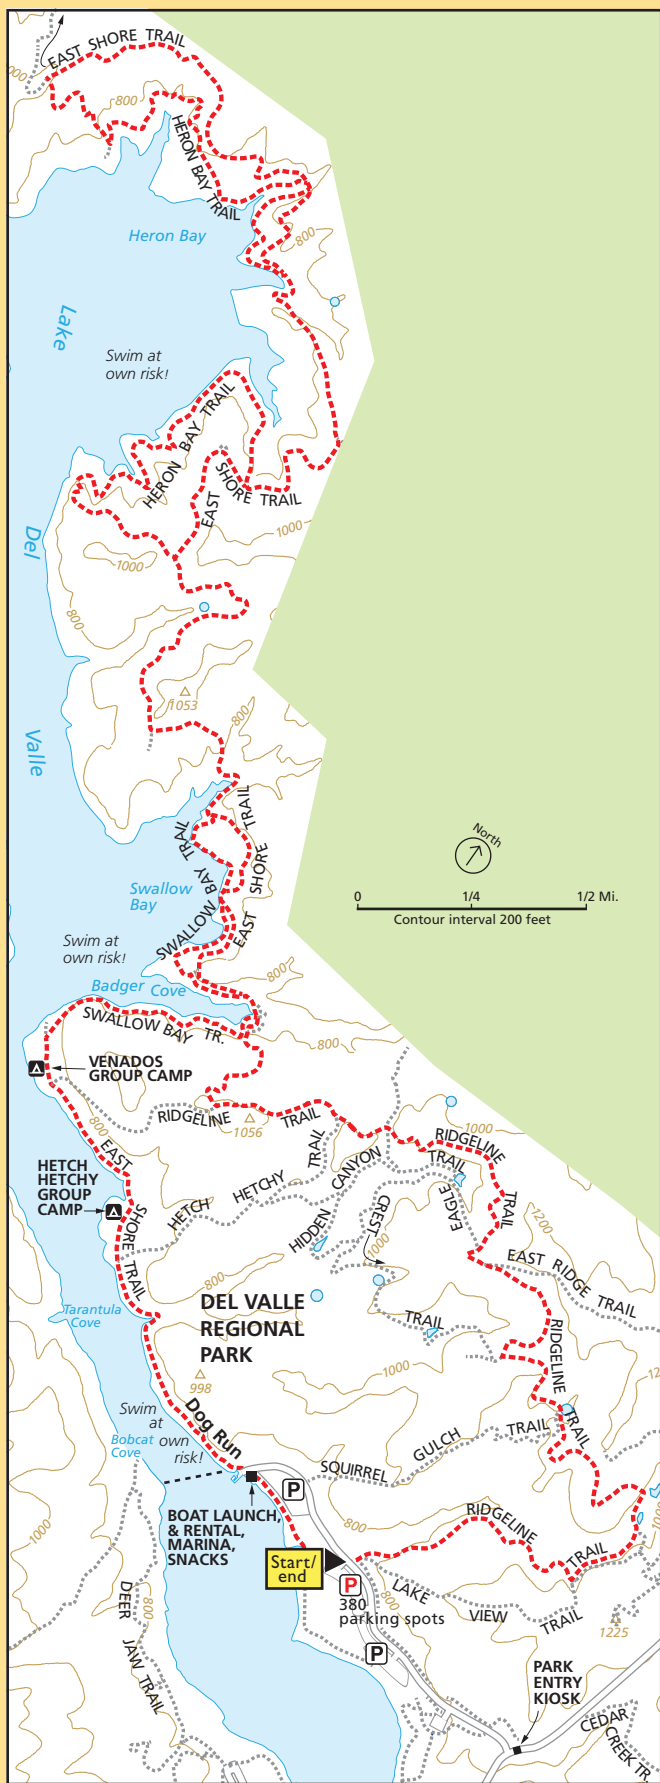 EAST SHORE TRAIL
800
HERON BAY TRAIL
Heron Bay
800
Lake
Swim at
own risk!
HERON BAY TRAIL
EAST
SHORE TRAIL
1000
Del
1000
800
1053
800
Valle
SWALLOW BAY TRAIL
EAST SHORE TRAIL
North
0 1/4 1/2 Mi.
Contour interval 200 feet
Swallow
Bay
Swim at
own risk!
Badger Cove
800
SWALLOW BAY TR.
800
VENADOS
GROUP CAMP
RIDGELINE TRAIL
1056
1000
RIDGELINE
TRAIL
800
EAST
SHORE TRAIL
HETCH
HETCHY
GROUP
CAMP
HETCH HETCHY TRAIL
HIDDEN CANYON TRAIL
CREST
1000
TRAIL
EAGLE
1200
EAST RIDGE TRAIL
800
DEL VALLE
REGIONAL
PARK
Tarantula
Cove
RIDGELINE
TRAIL
1000
998
Dog Run
Swim
at
own
risk!
Bobcat
Cove
SQUIRREL GULCH TRAIL
P
BOAT LAUNCH,
& RENTAL,
MARINA,
SNACKS
800
RIDGELINE TRAIL
1000
Start/
end
P
380
parking spots
800
LAKE VIEW TRAIL
1225
P
DEER JAW TRAIL
800
PARK
ENTRY
KIOSK
CEDAR
CREEK TR.